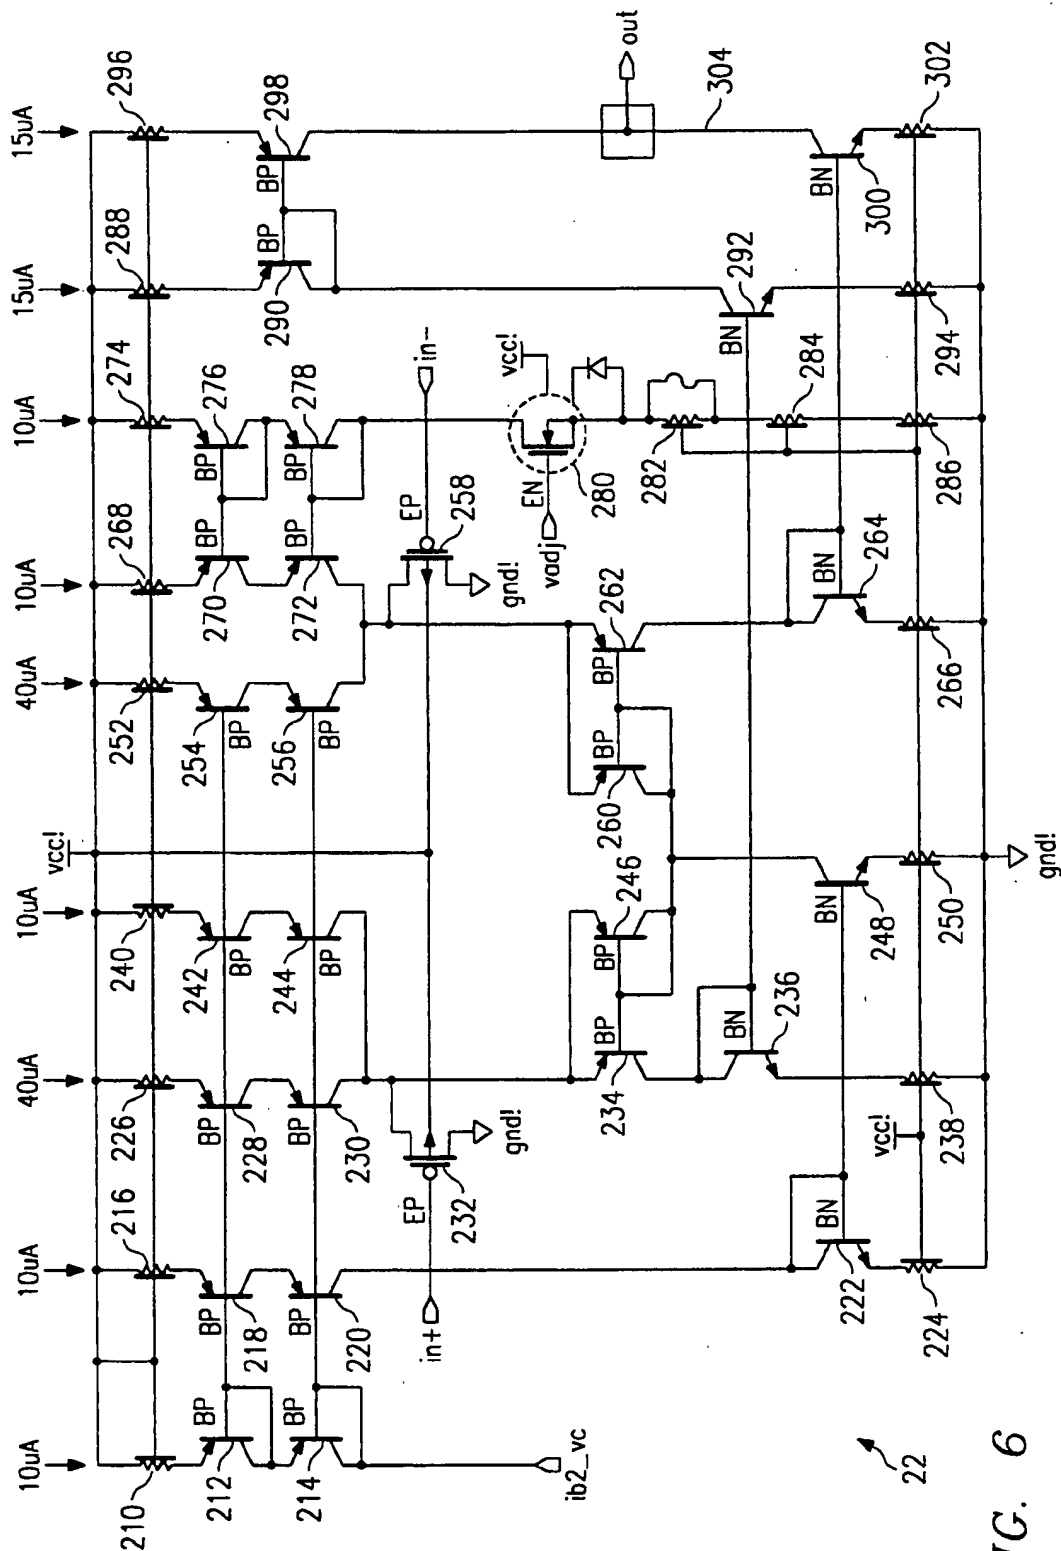 10uA 10uA 40uA 10uA 40uA 10uA 10uA 15uA 15uA
vcc!
210 216 226 240 252 268 274 288 296
BP BP BP BP BP BP BP BP
212 218 228 242 254 270 276 290 298
BP BP BP BP BP BP BP
214 220 230 244 256 272 278
in+ EP 232 gnd!
EP 258 gnd! in-
vcc!
vadj EN 280
out
304
ib2_vc
BP BP BP BP
234 246 260 262
282
284
BN BN BN BN BN BN
222 236 248 264 292 300
vcc!
224 238 250 266 286 294 302
gnd!
22
FIG. 6